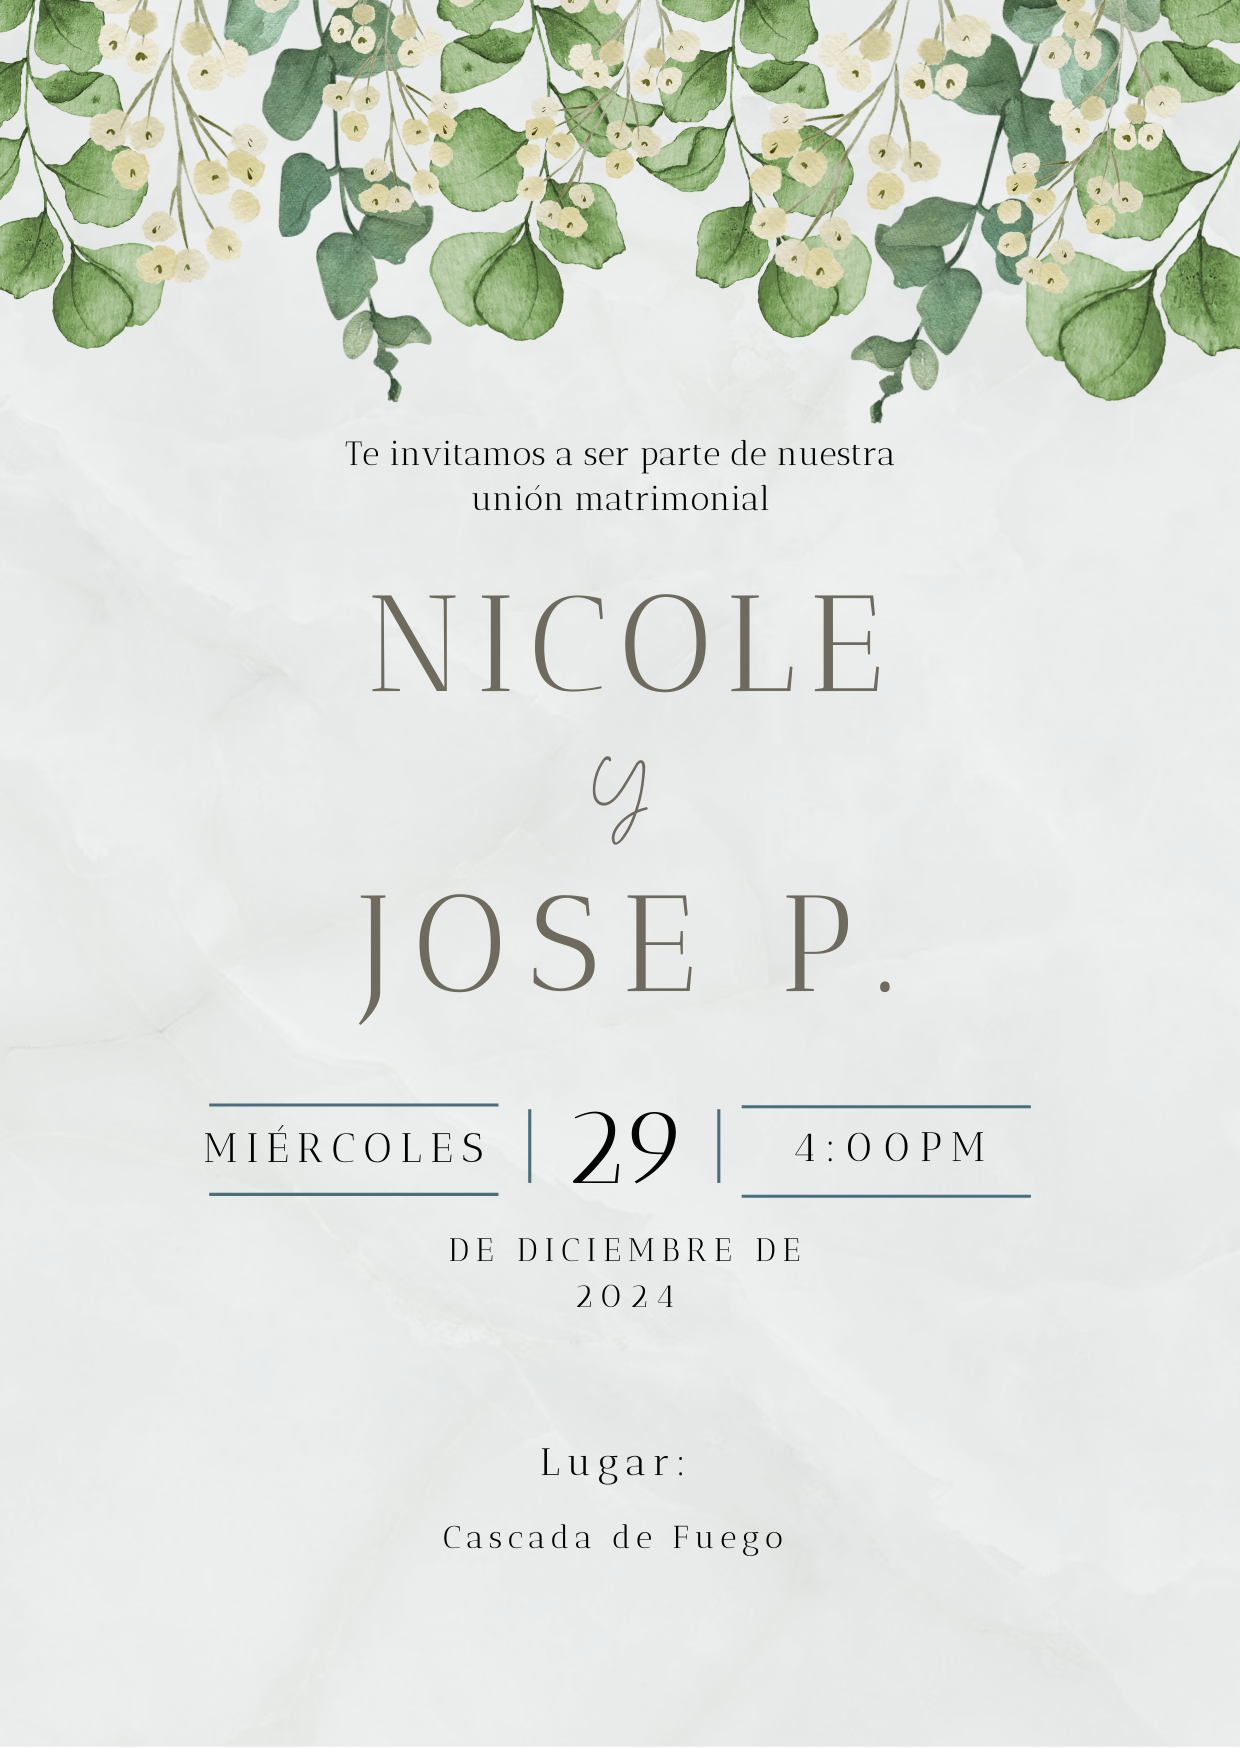 Te invitamos a ser parte de nuestra
unión matrimonial
NICOLE
y
JOSE P.
MIÉRCOLES 29 4:00PM
DE DICIEMBRE DE
2024
Lugar:
Cascada de Fuego